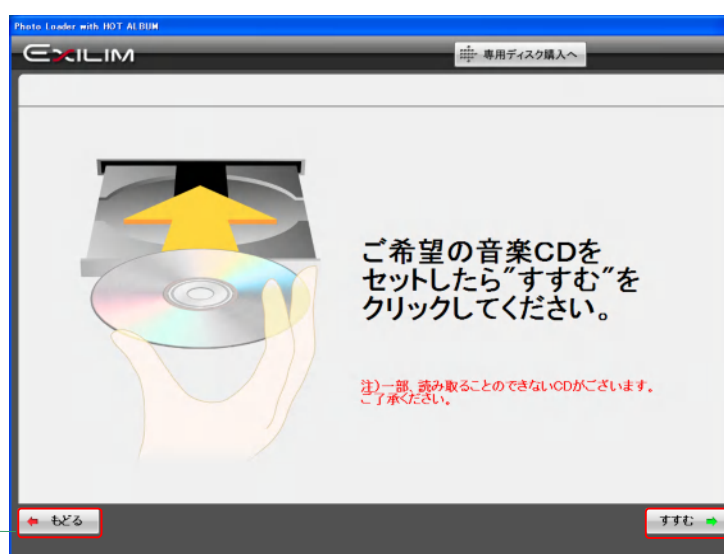 Photo Loader with HOT ALBUM
EXILIM
専用ディスク購入へ
ご希望の音楽CDを
セットしたら"すすむ"を
クリックしてください。
注)一部、読み取ることのできないCDがございます。
ご了承ください。
もどる
すすむ